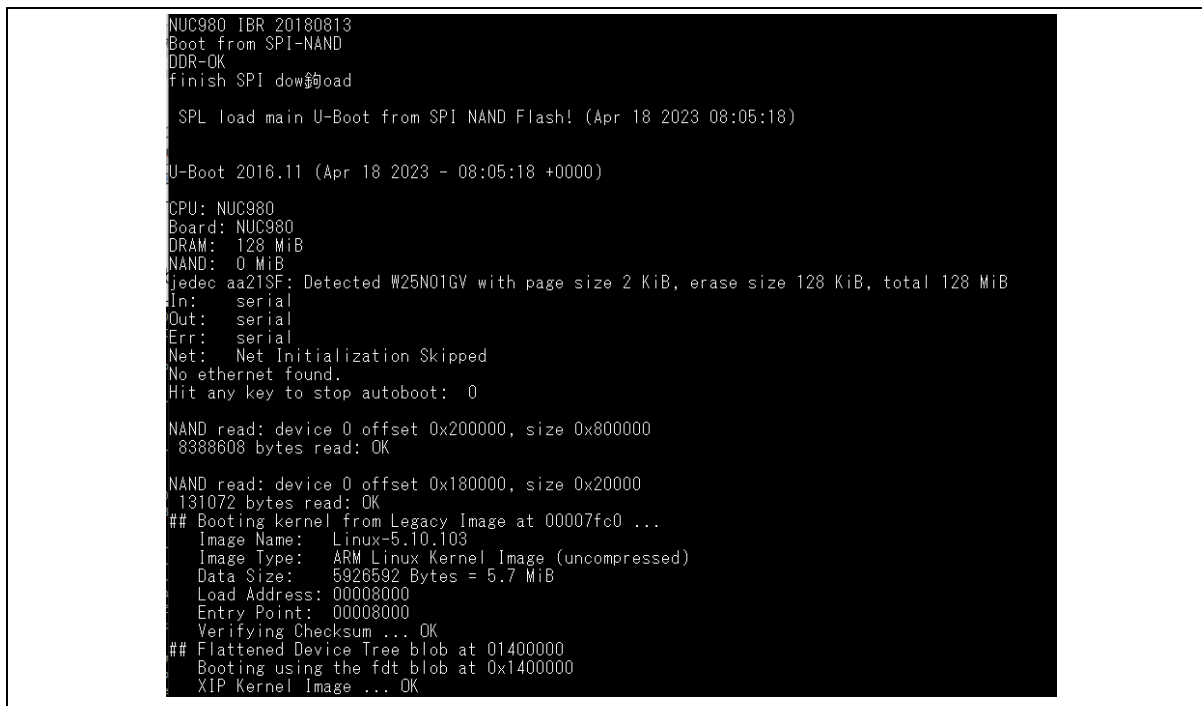 NUC980 IBR 20180813
Boot from SPI-NAND
DDR-OK
finish SPI dow鉤oad
SPL load main U-Boot from SPI NAND Flash! (Apr 18 2023 08:05:18)
U-Boot 2016.11 (Apr 18 2023 - 08:05:18 +0000)
CPU: NUC980
Board: NUC980
DRAM:  128 MiB
NAND:  0 MiB
jedec aa21SF: Detected W25N01GV with page size 2 KiB, erase size 128 KiB, total 128 MiB
In:    serial
Out:   serial
Err:   serial
Net:   Net Initialization Skipped
No ethernet found.
Hit any key to stop autoboot:  0
NAND read: device 0 offset 0x200000, size 0x800000
8388608 bytes read: OK
NAND read: device 0 offset 0x180000, size 0x20000
131072 bytes read: OK
## Booting kernel from Legacy Image at 00007fc0 ...
Image Name:   Linux-5.10.103
Image Type:   ARM Linux Kernel Image (uncompressed)
Data Size:    5926592 Bytes = 5.7 MiB
Load Address: 00008000
Entry Point:  00008000
Verifying Checksum ... OK
## Flattened Device Tree blob at 01400000
Booting using the fdt blob at 0x1400000
XIP Kernel Image ... OK